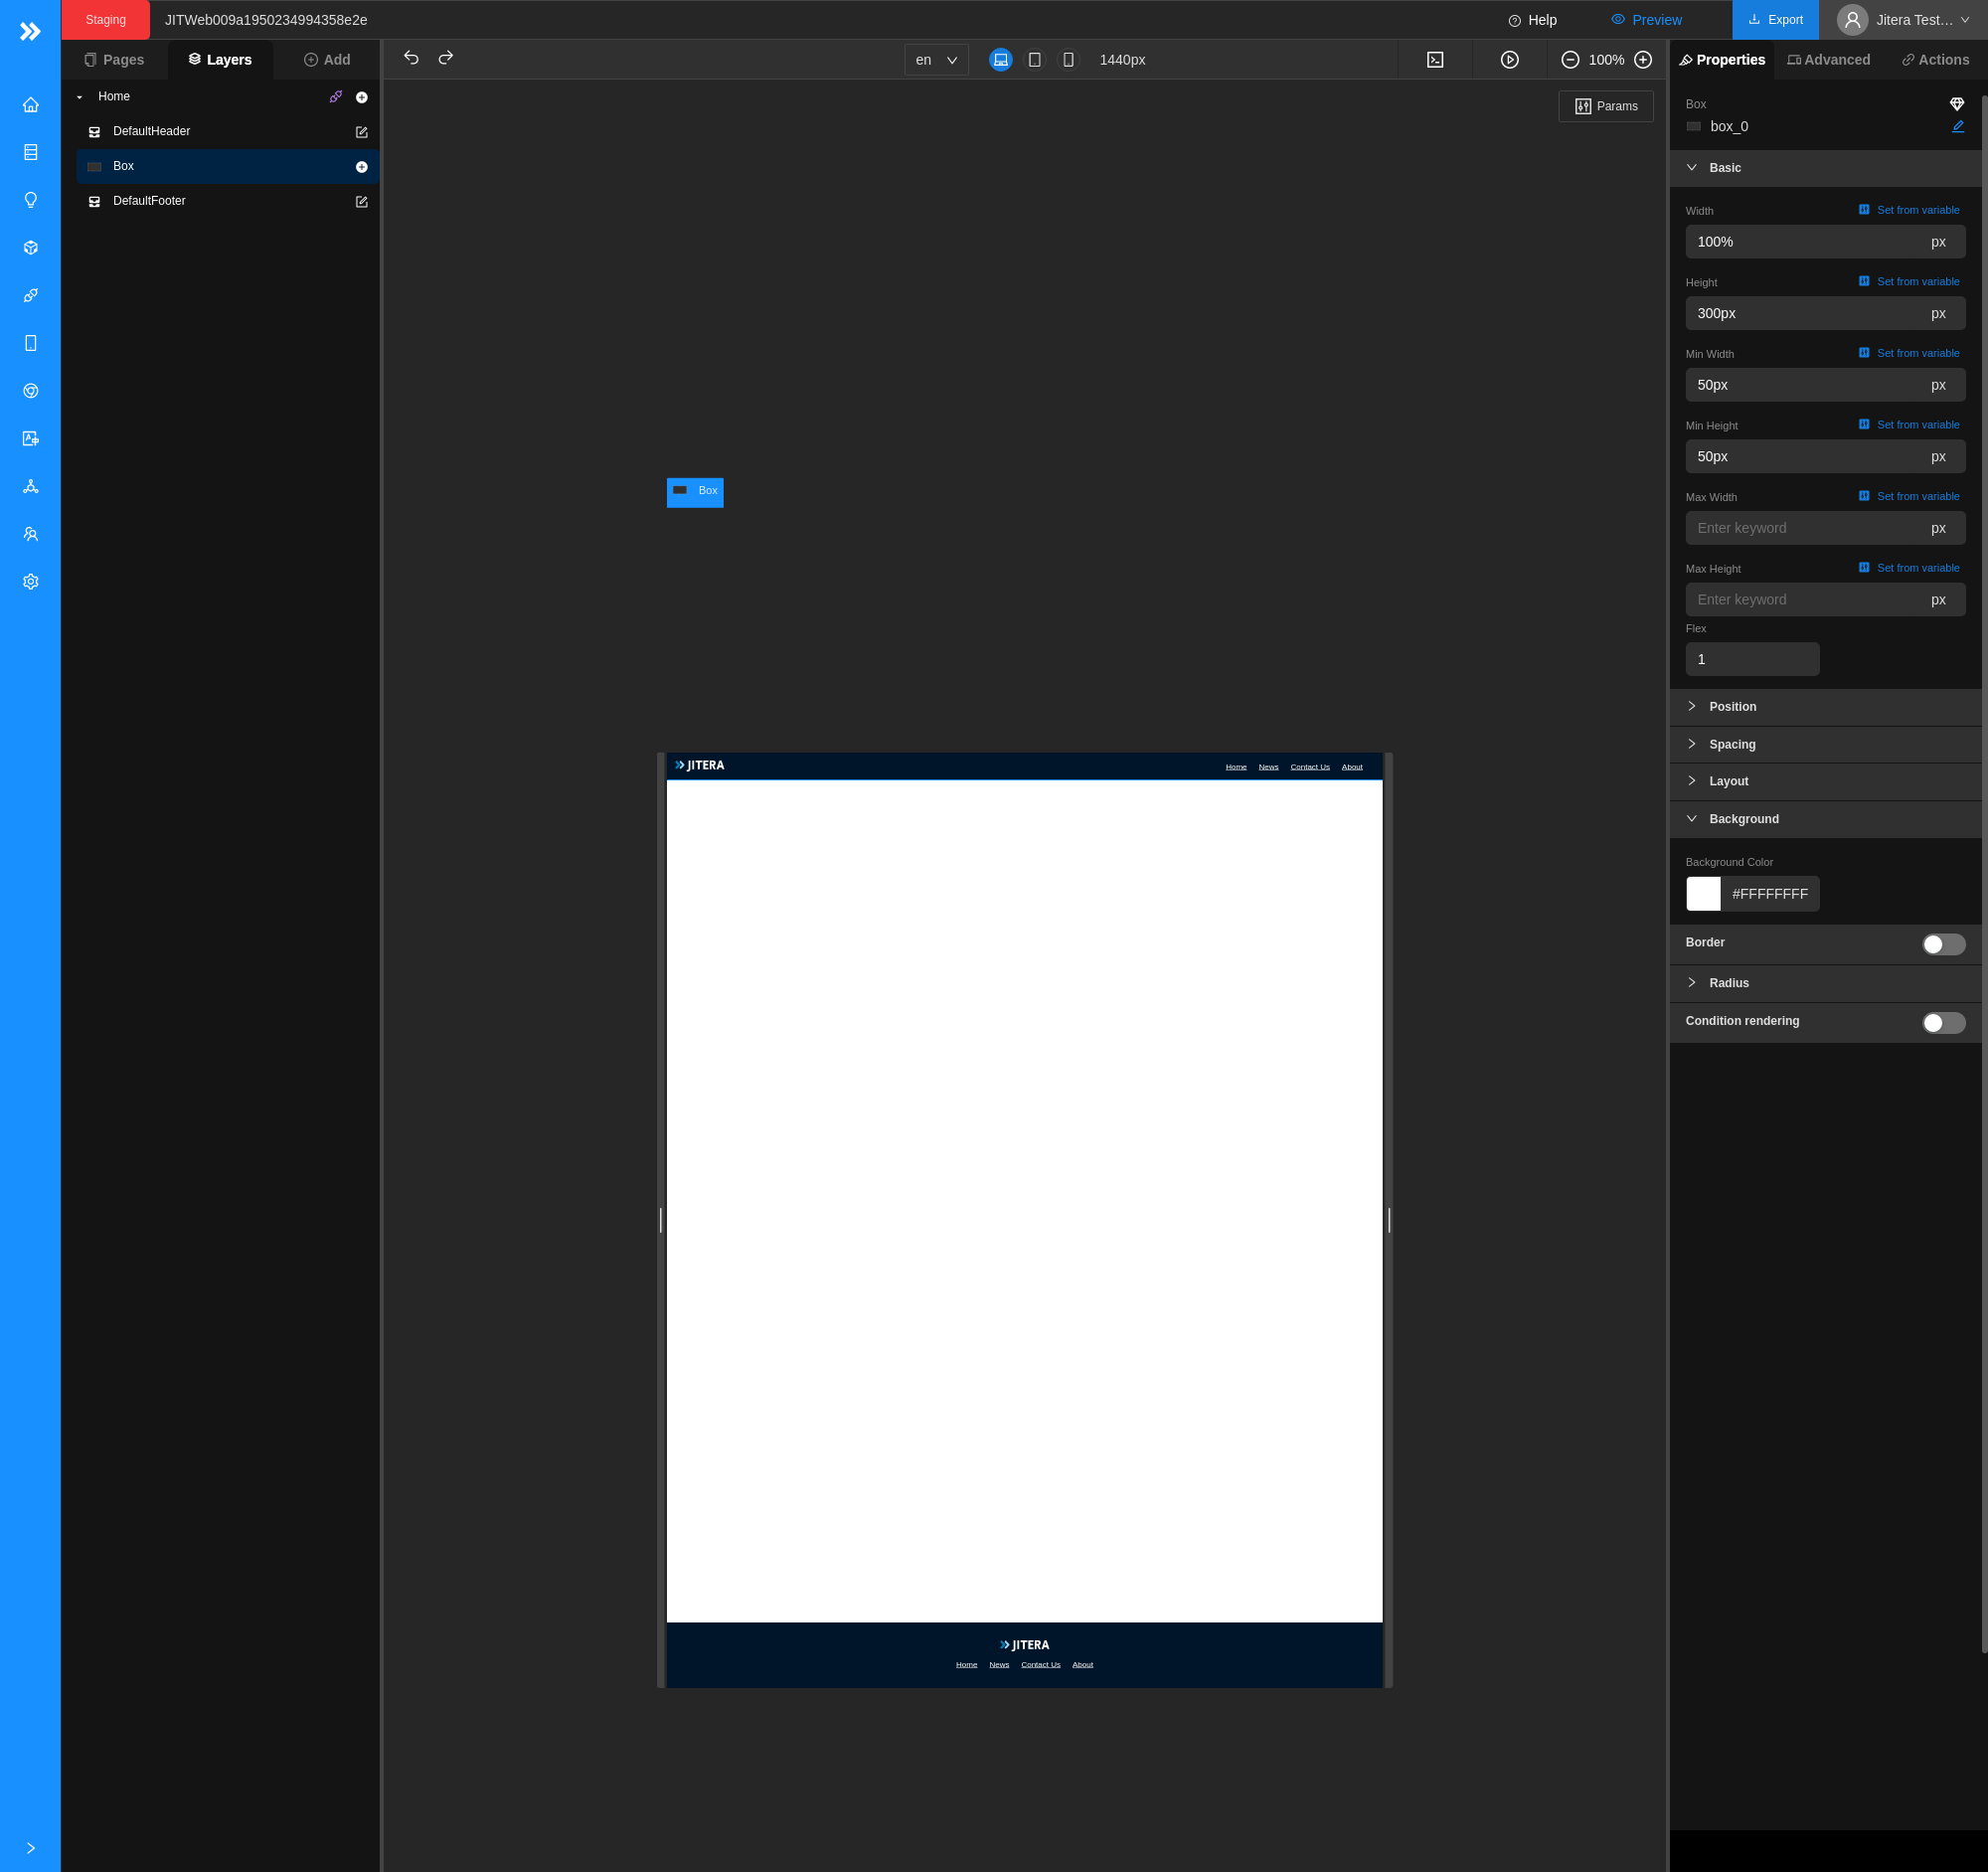 Staging
JITWeb009a1950234994358e2e
Help
Preview
Export
Jitera Test...
Pages
Layers
Add
en
1440px
100%
Properties
Advanced
Actions
Home
DefaultHeader
Box
DefaultFooter
Params
Box
JITERA
Home News Contact Us About
JITERA
Home News Contact Us About
Box
box_0
Basic
Width
Set from variable
100%
px
Height
Set from variable
300px
px
Min Width
Set from variable
50px
px
Min Height
Set from variable
50px
px
Max Width
Set from variable
Enter keyword
px
Max Height
Set from variable
Enter keyword
px
Flex
1
Position
Spacing
Layout
Background
Background Color
#FFFFFFFF
Border
Radius
Condition rendering